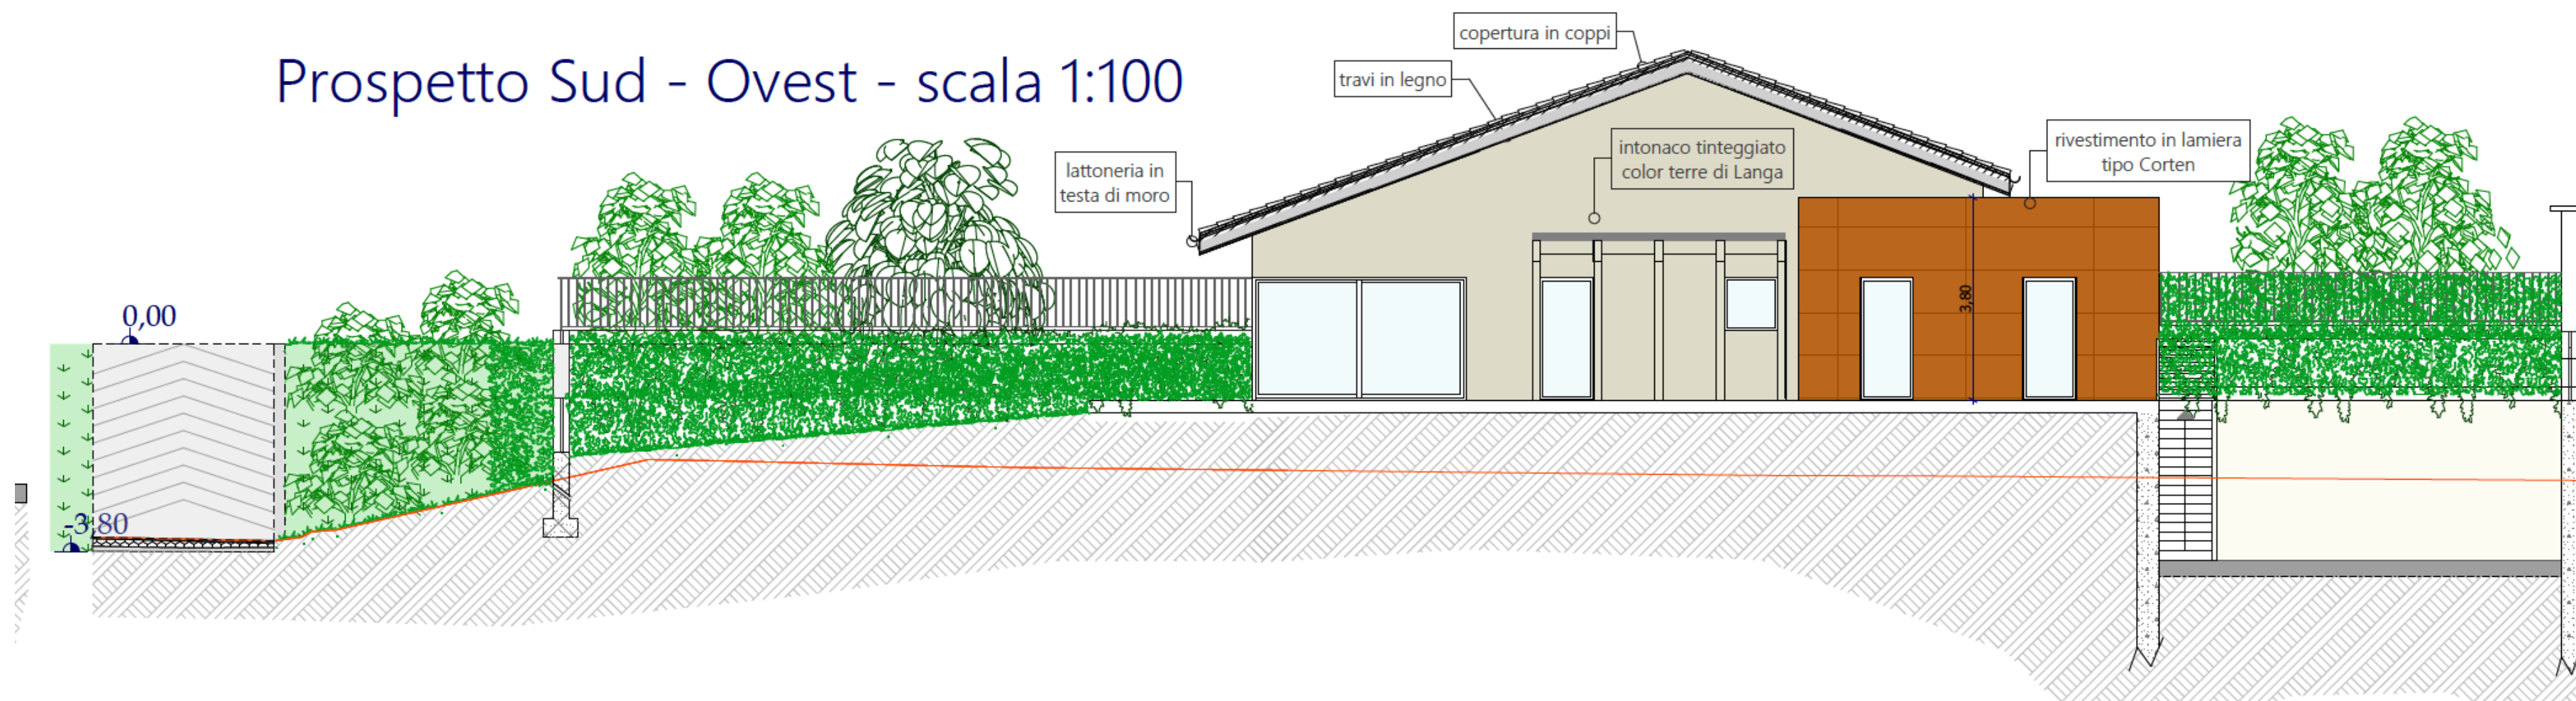 Prospetto Sud - Ovest - scala 1:100
copertura in coppi
travi in legno
intonaco tinteggiato
color terre di Langa
rivestimento in lamiera
tipo Corten
lattoneria in
testa di moro
3,80
0,00
-3,80